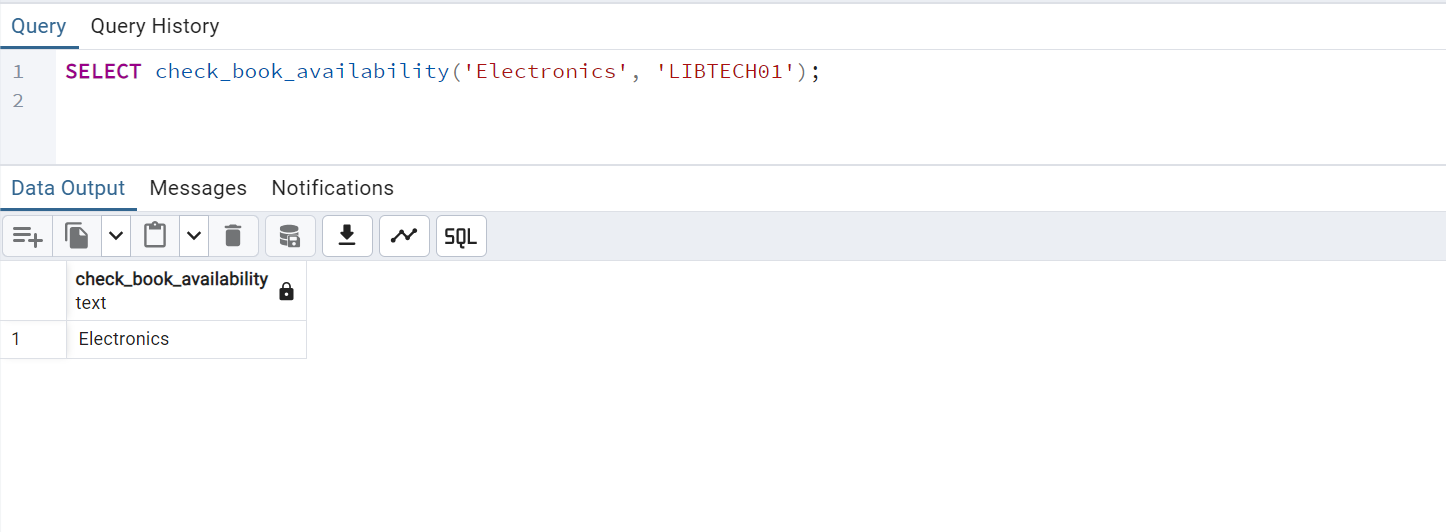 Query Query History
1 SELECT check_book_availability('Electronics', 'LIBTECH01');
2
Data Output Messages Notifications
SQL
check_book_availability
text
1 Electronics